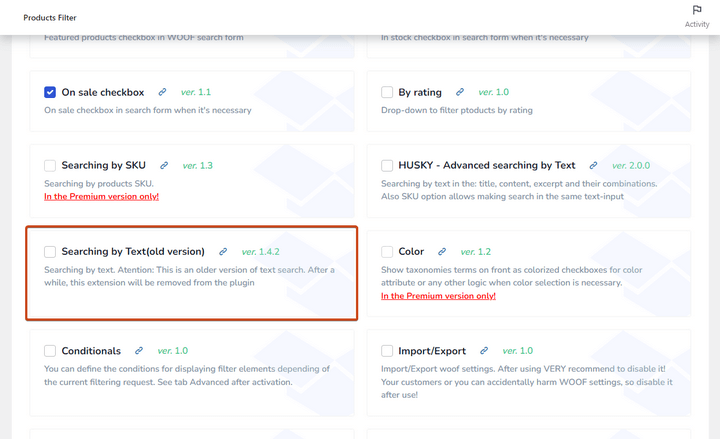 Products Filter
Activity
Featured products checkbox in WOOF search form
In stock checkbox in search form when it's necessary
On sale checkbox ver. 1.1
On sale checkbox in search form when it's necessary
By rating ver. 1.0
Drop-down to filter ptoducts by rating
Searching by SKU ver. 1.3
Searching by products SKU.
In the Premium version only!
HUSKY - Advanced searching by Text ver. 2.0.0
Searching by text in the: title, content, excerpt and their combinations.
Also SKU option allows making search in the same text-input
Searching by Text(old version) ver. 1.4.2
Searching by text. Atention: This is an older version of text search. After a
while, this extension will be removed from the plugin
Color ver. 1.2
Show taxonomies terms on front as colorized checkboxes for color
attribute or any other logic when color selection is necessary.
In the Premium version only!
Conditionals ver. 1.0
You can define the conditions for displaying filter elements depending of
the current filtering request. See tab Advanced after activation.
Import/Export ver. 1.0
Import/Export woof settings. After using VERY recommend to disable it!
Your customers or you can accidentally harm WOOF settings, so disable it
after use!